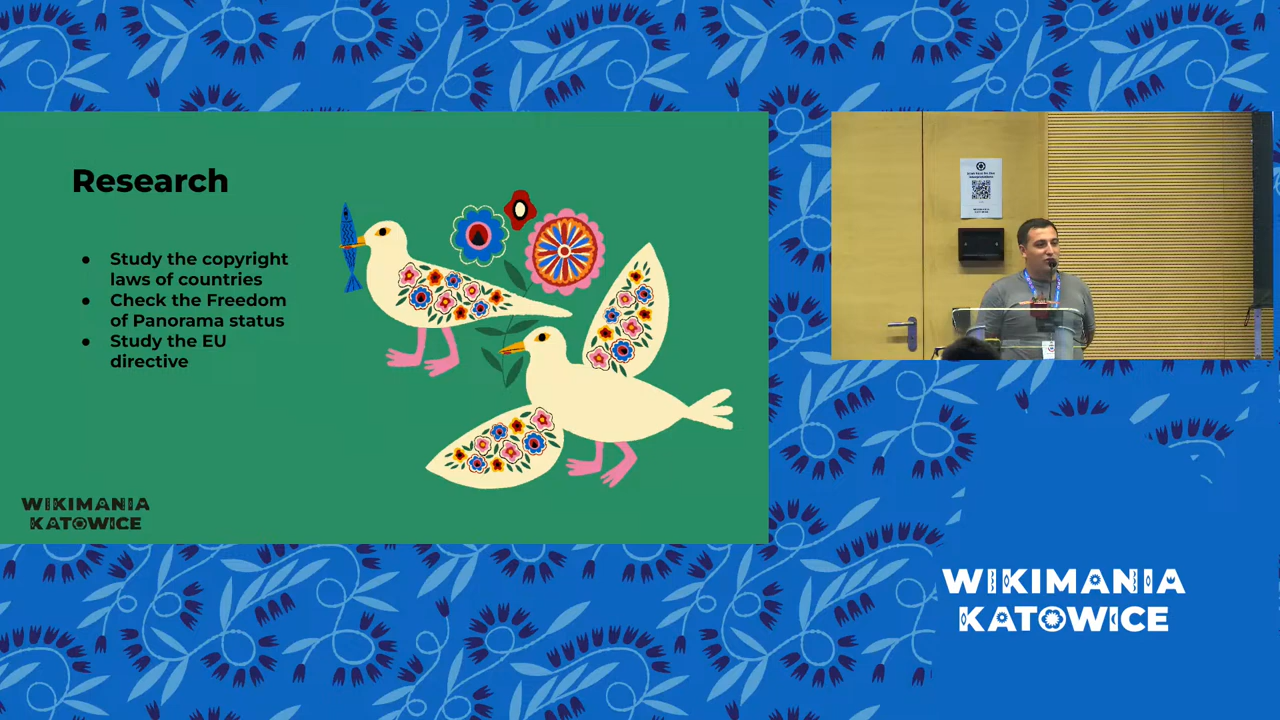 Research
● Study the copyright
laws of countries
● Check the Freedom
of Panorama status
● Study the EU
directive
WIKIMANIA
KATOWICE
WIKIMANIA
KATOWICE